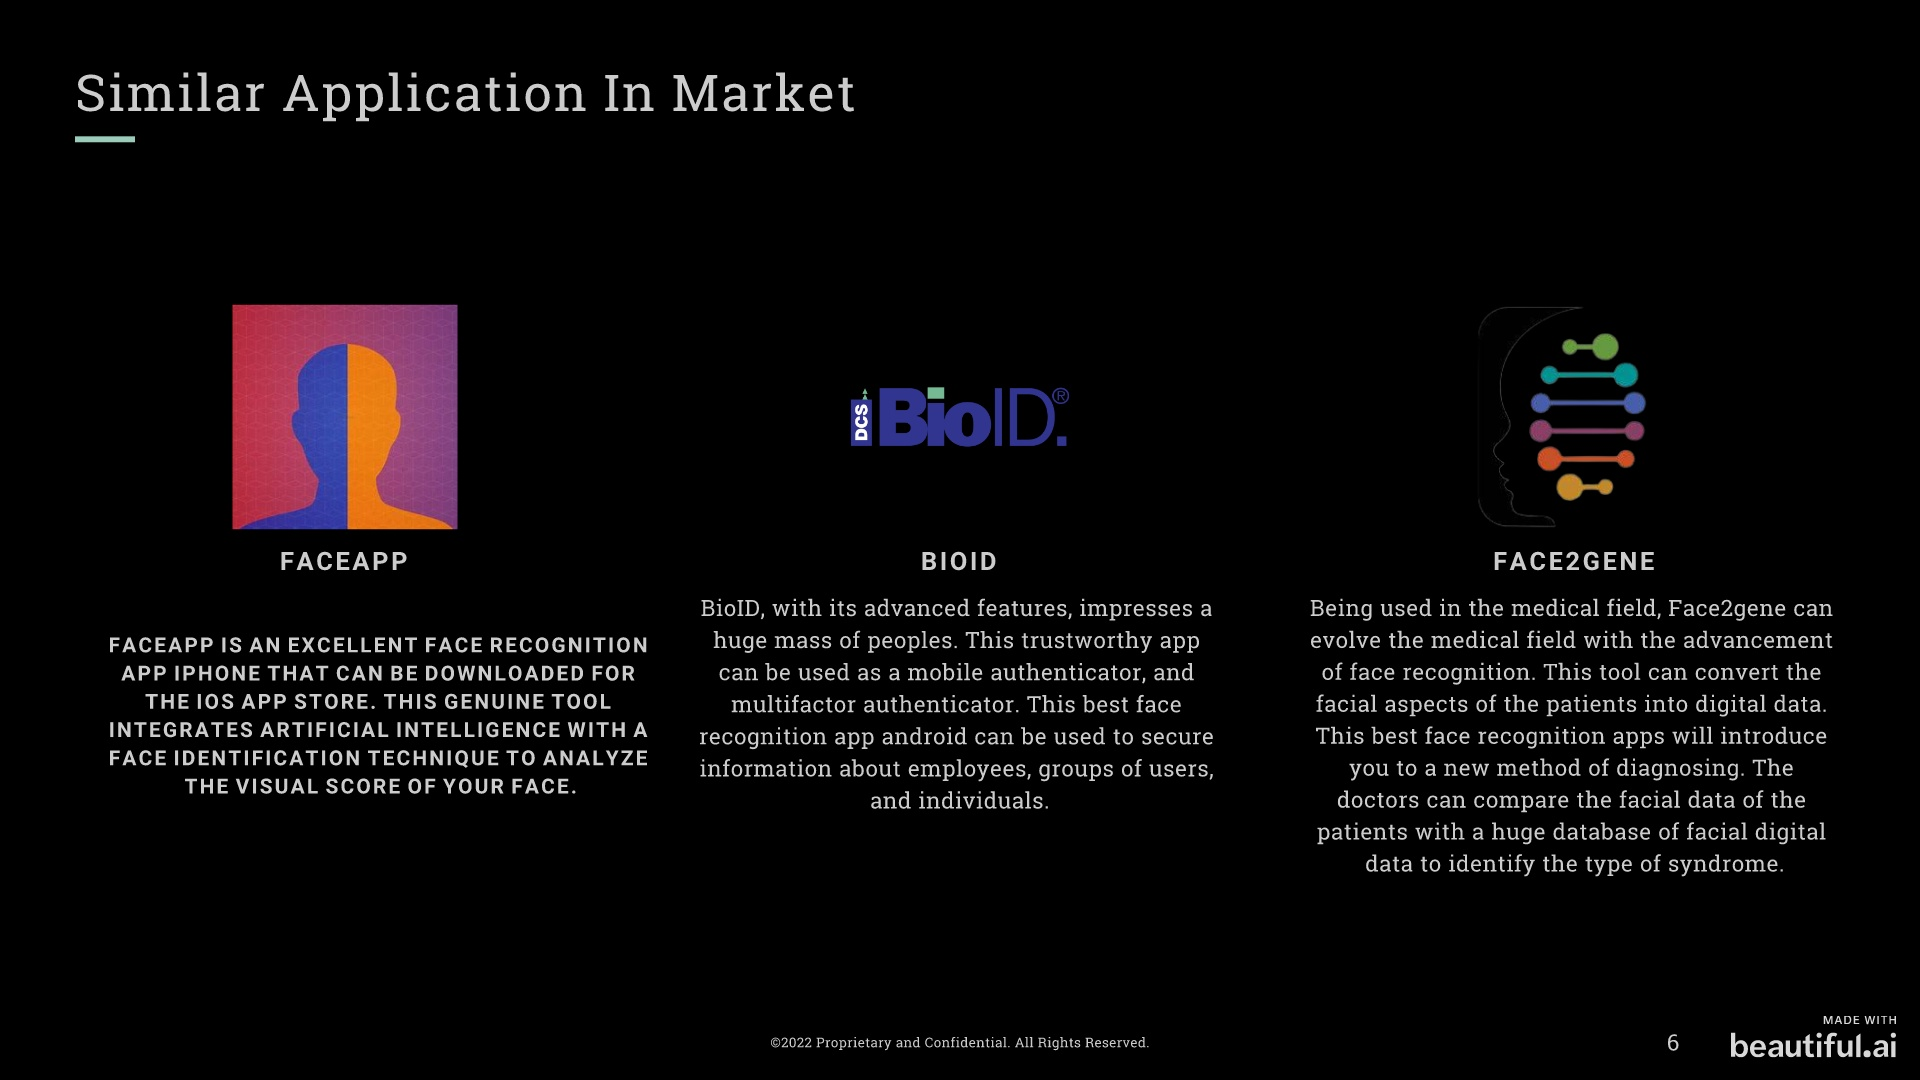 Similar Application In Market
DCS BioID.®
FACEAPP
FACEAPP IS AN EXCELLENT FACE RECOGNITION
APP IPHONE THAT CAN BE DOWNLOADED FOR
THE IOS APP STORE. THIS GENUINE TOOL
INTEGRATES ARTIFICIAL INTELLIGENCE WITH A
FACE IDENTIFICATION TECHNIQUE TO ANALYZE
THE VISUAL SCORE OF YOUR FACE.
BIOID
BioID, with its advanced features, impresses a
huge mass of peoples. This trustworthy app
can be used as a mobile authenticator, and
multifactor authenticator. This best face
recognition app android can be used to secure
information about employees, groups of users,
and individuals.
FACE2GENE
Being used in the medical field, Face2gene can
evolve the medical field with the advancement
of face recognition. This tool can convert the
facial aspects of the patients into digital data.
This best face recognition apps will introduce
you to a new method of diagnosing. The
doctors can compare the facial data of the
patients with a huge database of facial digital
data to identify the type of syndrome.
©2022 Proprietary and Confidential. All Rights Reserved.
6
MADE WITH
beautiful.ai